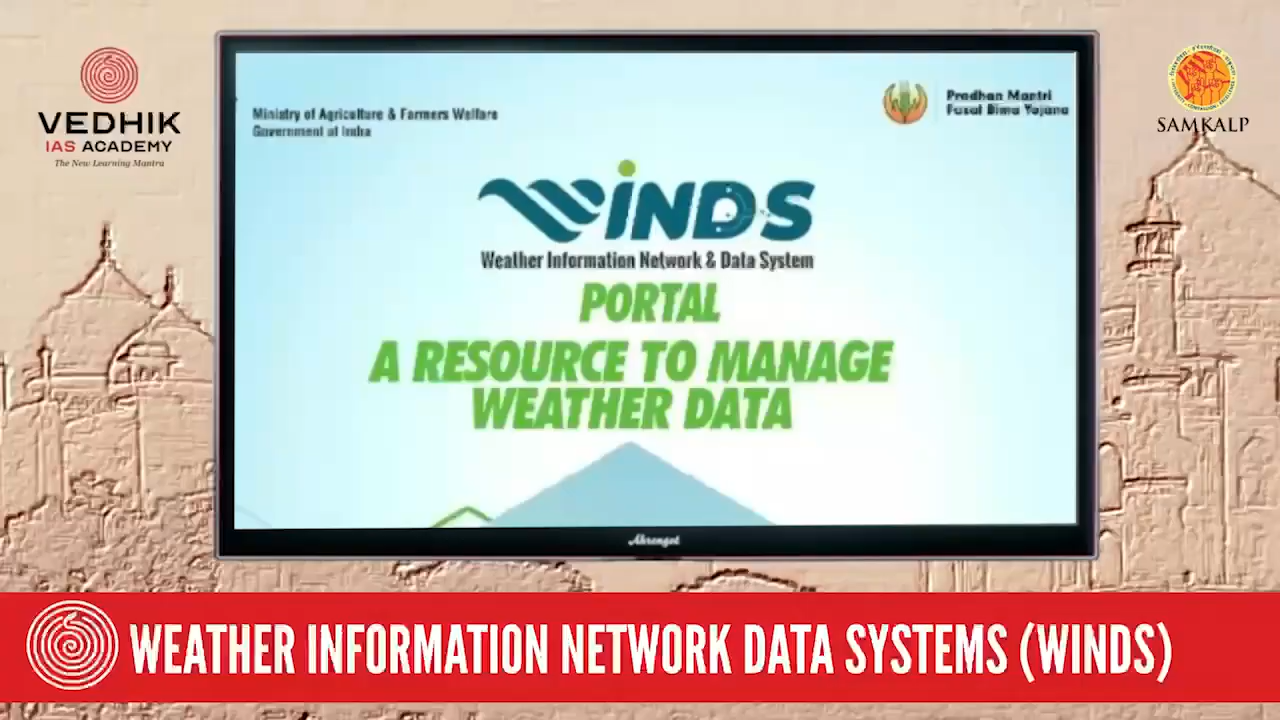 VEDHIK
IAS ACADEMY
The New Learning Mantra
SAMKALP
Ministry of Agriculture & Farmers Welfare
Government of India
Pradhan Mantri
Fasal Bima Yojana
WINDS
Weather Information Network & Data System
PORTAL
A RESOURCE TO MANAGE
WEATHER DATA
WEATHER INFORMATION NETWORK DATA SYSTEMS (WINDS)